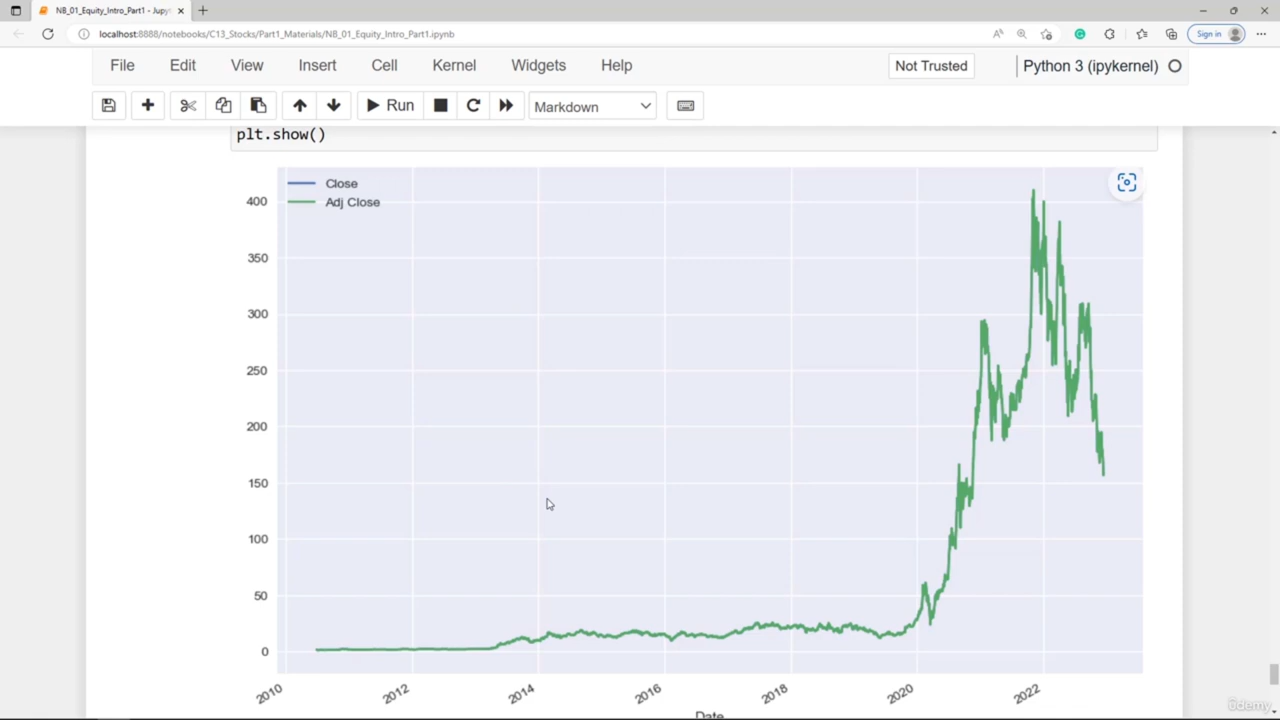 NB_01_Equity_Intro_Part1 - Jupyt
localhost:8888/notebooks/C13_Stocks/Part1_Materials/NB_01_Equity_Intro_Part1.ipynb
Sign in
File Edit View Insert Cell Kernel Widgets Help Not Trusted Python 3 (ipykernel)
Run Markdown
plt.show()
Close
Adj Close
400
350
300
250
200
150
100
50
0
2010 2012 2014 2016 2018 2020 2022
Date
ûdemy